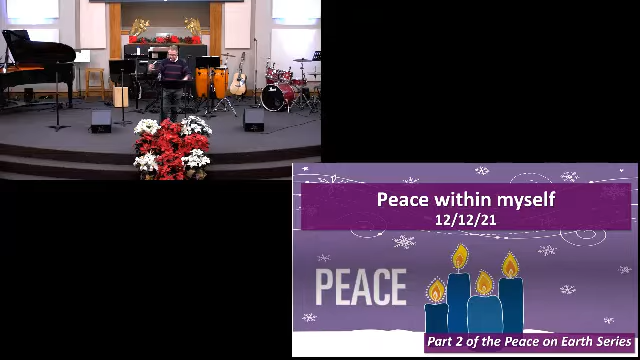 Peace within myself
12/12/21
PEACE
Part 2 of the Peace on Earth Series